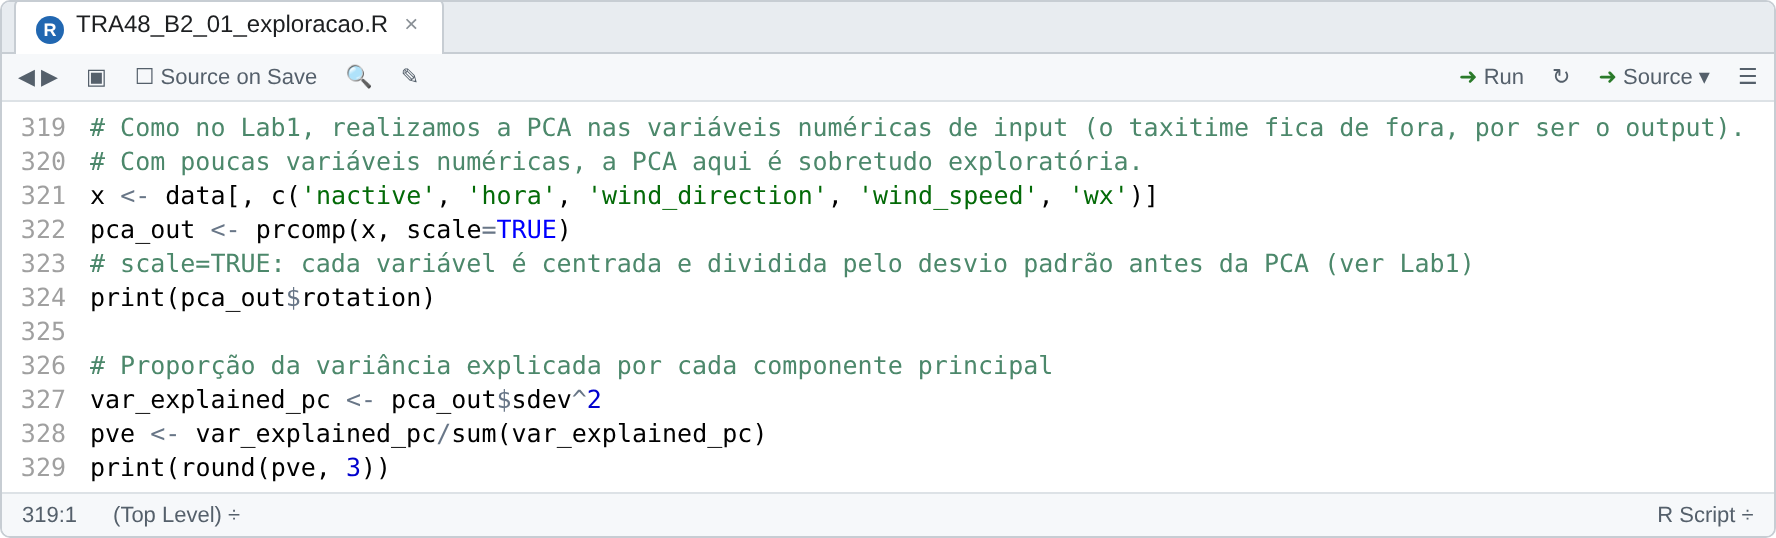 R TRA48_B2_01_exploracao.R ×
◀ ▶ ▣ ☐ Source on Save 🔍 ✎ ➜ Run ↻ ➜ Source ▾ ☰
319 # Como no Lab1, realizamos a PCA nas variáveis numéricas de input (o taxitime fica de fora, por ser o output).
320 # Com poucas variáveis numéricas, a PCA aqui é sobretudo exploratória.
321 x <- data[, c('nactive', 'hora', 'wind_direction', 'wind_speed', 'wx')]
322 pca_out <- prcomp(x, scale=TRUE)
323 # scale=TRUE: cada variável é centrada e dividida pelo desvio padrão antes da PCA (ver Lab1)
324 print(pca_out$rotation)
325
326 # Proporção da variância explicada por cada componente principal
327 var_explained_pc <- pca_out$sdev^2
328 pve <- var_explained_pc/sum(var_explained_pc)
329 print(round(pve, 3))
319:1 (Top Level) ÷ R Script ÷